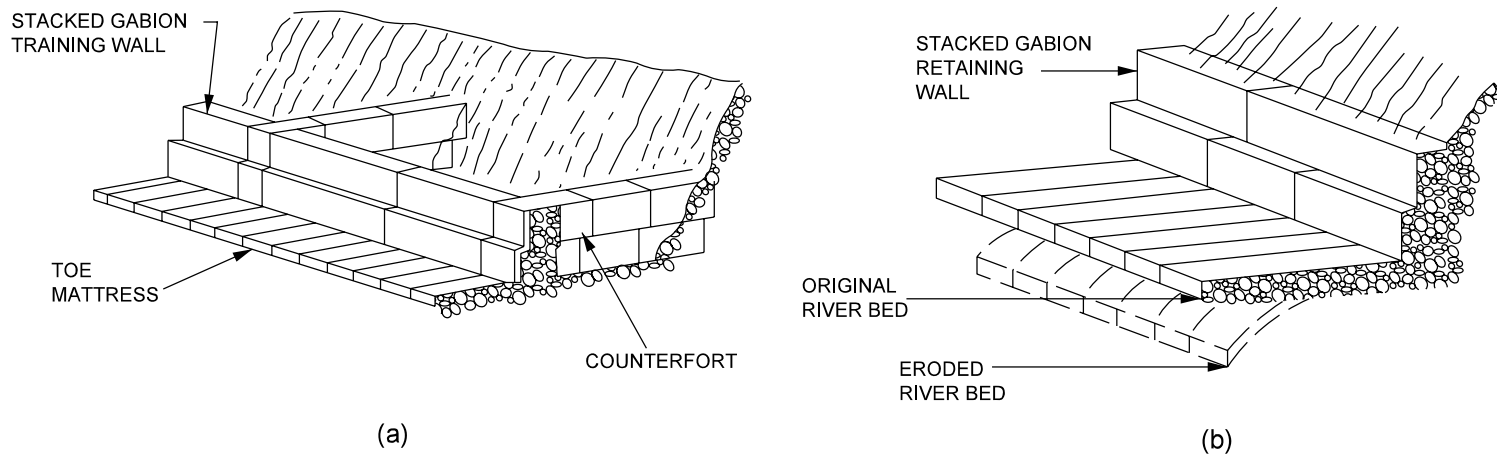 STACKED GABION
TRAINING WALL
TOE
MATTRESS
COUNTERFORT
(a)
STACKED GABION
RETAINING
WALL
ORIGINAL
RIVER BED
ERODED
RIVER BED
(b)